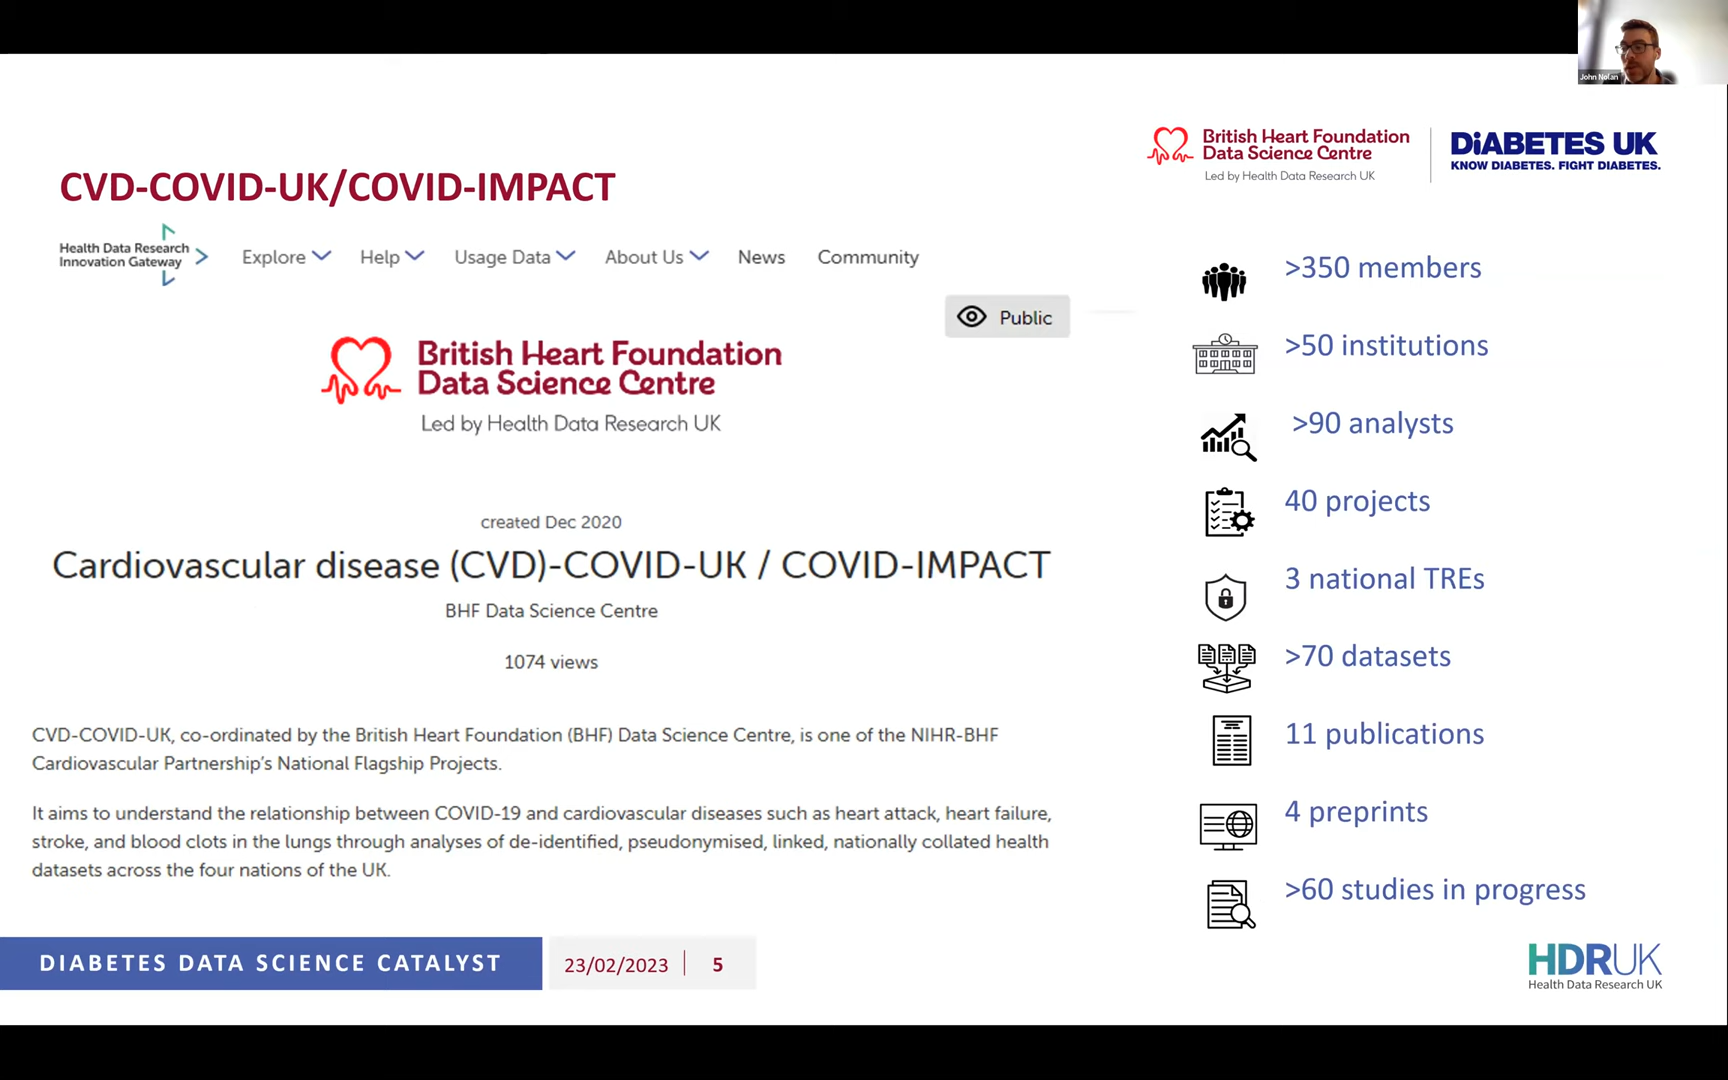 John Nolan
British Heart Foundation
Data Science Centre
Led by Health Data Research UK
DiABETES UK
KNOW DIABETES. FIGHT DIABETES.
CVD-COVID-UK/COVID-IMPACT
Health Data Research
Innovation Gateway
Explore
Help
Usage Data
About Us
News
Community
Public
British Heart Foundation
Data Science Centre
Led by Health Data Research UK
created Dec 2020
Cardiovascular disease (CVD)-COVID-UK / COVID-IMPACT
BHF Data Science Centre
1074 views
CVD-COVID-UK, co-ordinated by the British Heart Foundation (BHF) Data Science Centre, is one of the NIHR-BHF
Cardiovascular Partnership's National Flagship Projects.
It aims to understand the relationship between COVID-19 and cardiovascular diseases such as heart attack, heart failure,
stroke, and blood clots in the lungs through analyses of de-identified, pseudonymised, linked, nationally collated health
datasets across the four nations of the UK.
>350 members
>50 institutions
>90 analysts
40 projects
3 national TREs
>70 datasets
11 publications
4 preprints
>60 studies in progress
DIABETES DATA SCIENCE CATALYST
23/02/2023
5
HDRUK
Health Data Research UK